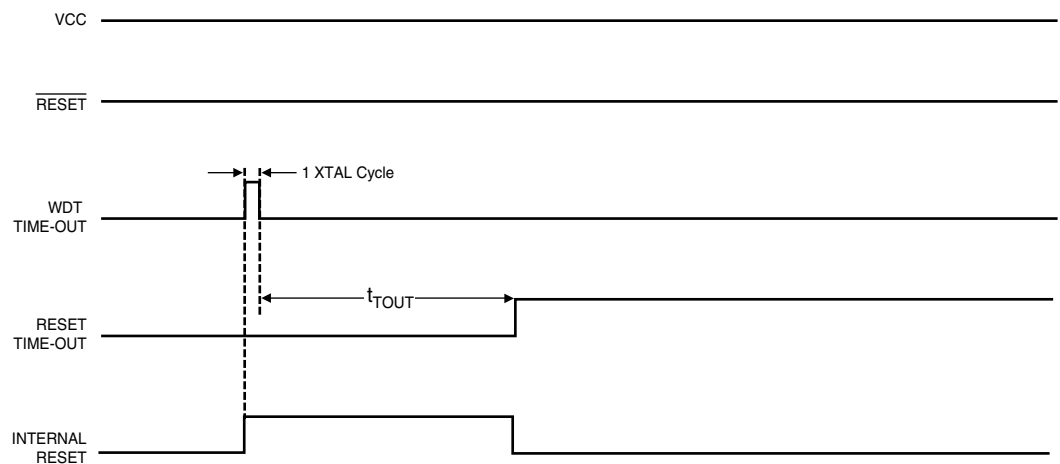 VCC
RESET
1 XTAL Cycle
WDT
TIME-OUT
tTOUT
RESET
TIME-OUT
INTERNAL
RESET